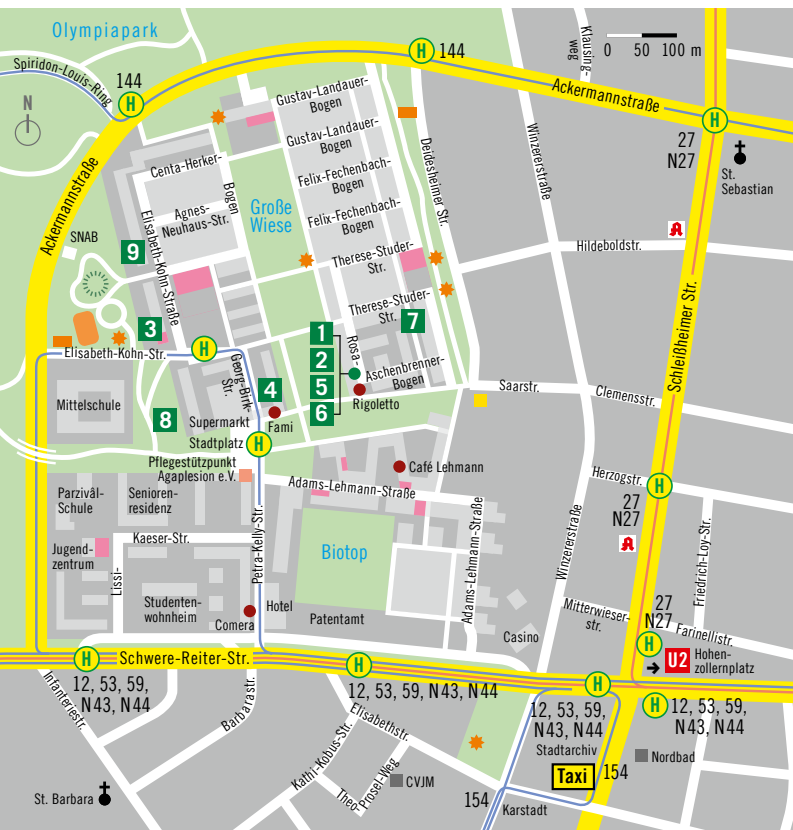 Olympiapark
Spiridon-Louis-Ring
144
H
H
144
Klausing-
weg
0 50 100 m
N
Ackermannstraße
Gustav-Landauer-
Bogen
H
27
N27
St.
Sebastian
Gustav-Landauer-
Bogen
Deidesheimer Str.
Winzererstraße
Centa-Herker-
Bogen
Felix-Fechenbach-
Bogen
Ackermannstraße
Elisabeth-Kohn-Straße
Agnes-
Neuhaus-Str.
Große
Wiese
Felix-Fechenbach-
Bogen
SNAB
9
Therese-Studer-
Str.
A
Hildeboldstr.
Therese-Studer-
Str.
7
Schleißheimer Str.
3
1
2
5
6
Rosa-
Aschenbrenner-
Bogen
Elisabeth-Kohn-Str.
H
Georg-Birk-
Str.
4
Rigoletto
Saarstr.
Clemensstr.
Mittelschule
8
Supermarkt
Fami
Stadtplatz
H
Pflegestützpunkt
Agaplesion e.V.
Café Lehmann
Herzogstr.
H
27
N27
A
Parzivâl-
Schule
Senioren-
residenz
Adams-Lehmann-Straße
Adams-Lehmann-Straße
Winzererstraße
Friedrich-Loy-Str.
Kaeser-Str.
Lissi-
Petra-Kelly-Str.
Biotop
Jugend-
zentrum
Studenten-
wohnheim
Hotel
Comera
Patentamt
Casino
Mitterwieser-
str.
27
N27
H
Farinellistr.
U2
Hohen-
zollernplatz
H
Schwere-Reiter-Str.
H
12, 53, 59,
N43, N44
12, 53, 59, N43, N44
H
12, 53, 59,
N43, N44
H
12, 53, 59,
N43, N44
Infanteriestr.
Barbarastr.
Elisabethstr.
Kathi-Kobus-Str.
Theo-Prosel-Weg
CVJM
Stadtarchiv
Taxi
154
Nordbad
St. Barbara
154
Karstadt